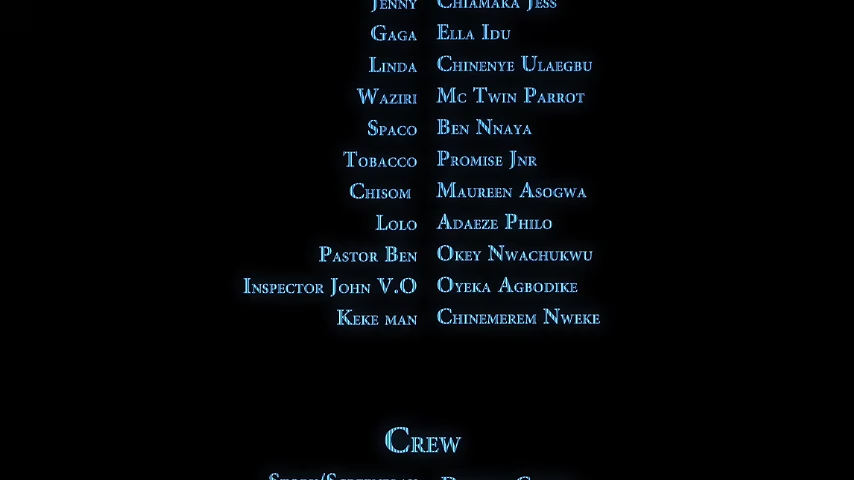 Jenny Chiamaka Jess
Gaga Ella Idu
Linda Chinenye Ulaegbu
Waziri Mc Twin Parrot
Spaco Ben Nnaya
Tobacco Promise Jnr
Chisom Maureen Asogwa
Lolo Adaeze Philo
Pastor Ben Okey Nwachukwu
Inspector John V.O Oyeka Agbodike
Keke man Chinemerem Nweke
Crew
Story/Screenplay